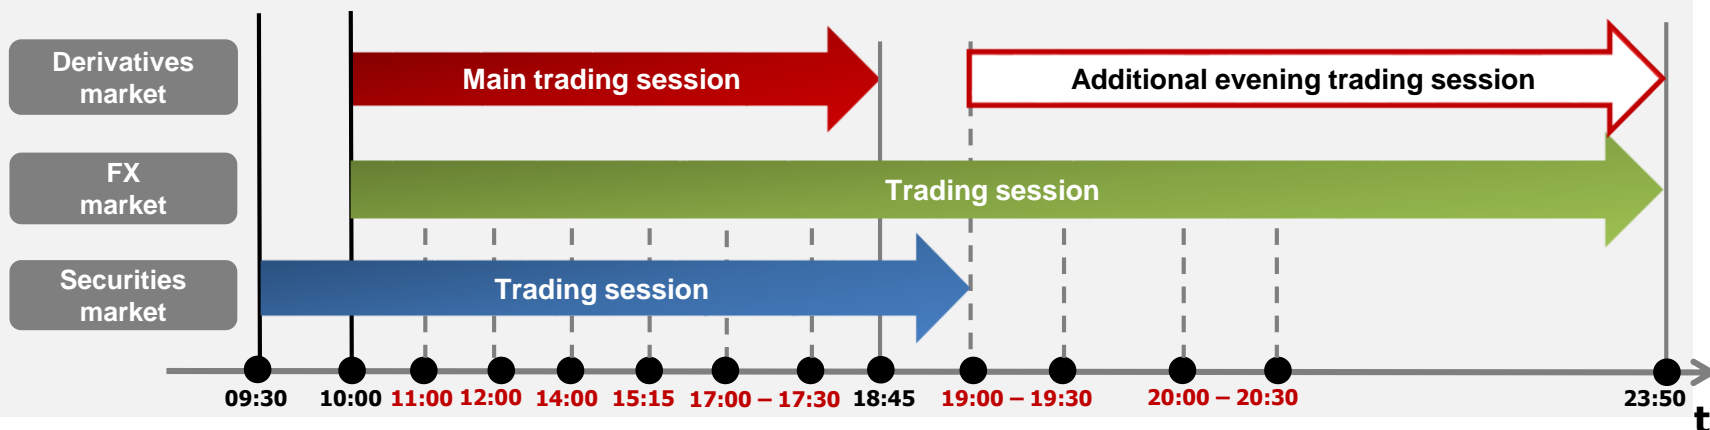 Derivatives
market
Main trading session
Additional evening trading session
FX
market
Trading session
Securities
market
Trading session
09:30 10:00 11:00 12:00 14:00 15:15 17:00 – 17:30 18:45 19:00 – 19:30 20:00 – 20:30 23:50
t